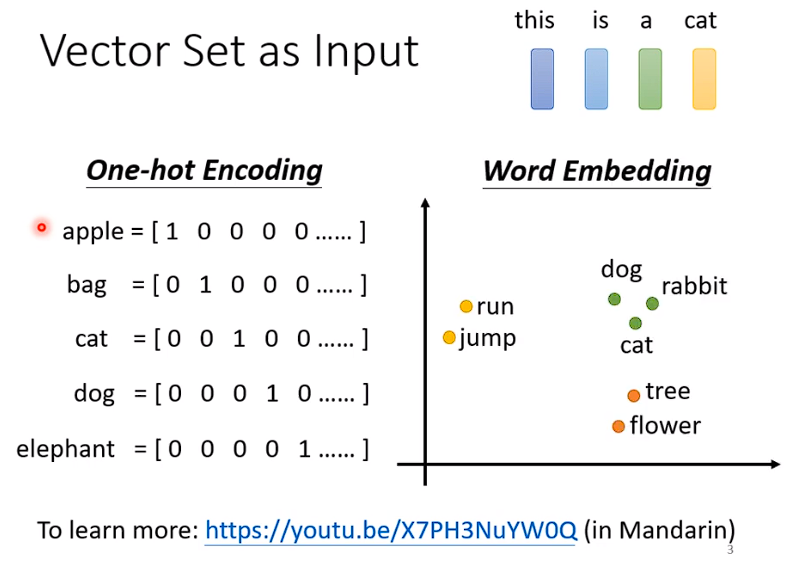 this is a cat
Vector Set as Input
One-hot Encoding
apple = [ 1 0 0 0 0 …… ]
bag = [ 0 1 0 0 0 …… ]
cat = [ 0 0 1 0 0 …… ]
dog = [ 0 0 0 1 0 …… ]
elephant = [ 0 0 0 0 1 …… ]
Word Embedding
dog
rabbit
run
jump
cat
tree
flower
To learn more: https://youtu.be/X7PH3NuYW0Q (in Mandarin)
3